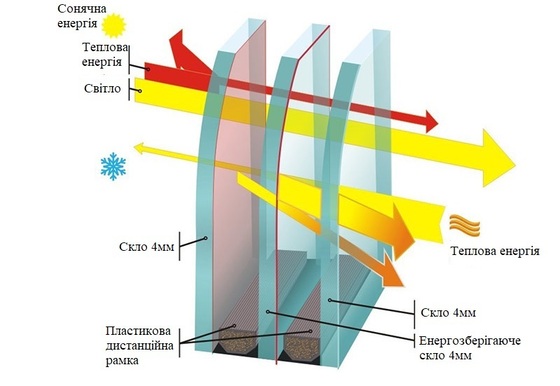 Сонячна
енергія
Теплова
енергія
Світло
Скло 4мм
Теплова енергія
Скло 4мм
Пластикова
дистанційна
рамка
Енергозберігаюче
скло 4мм